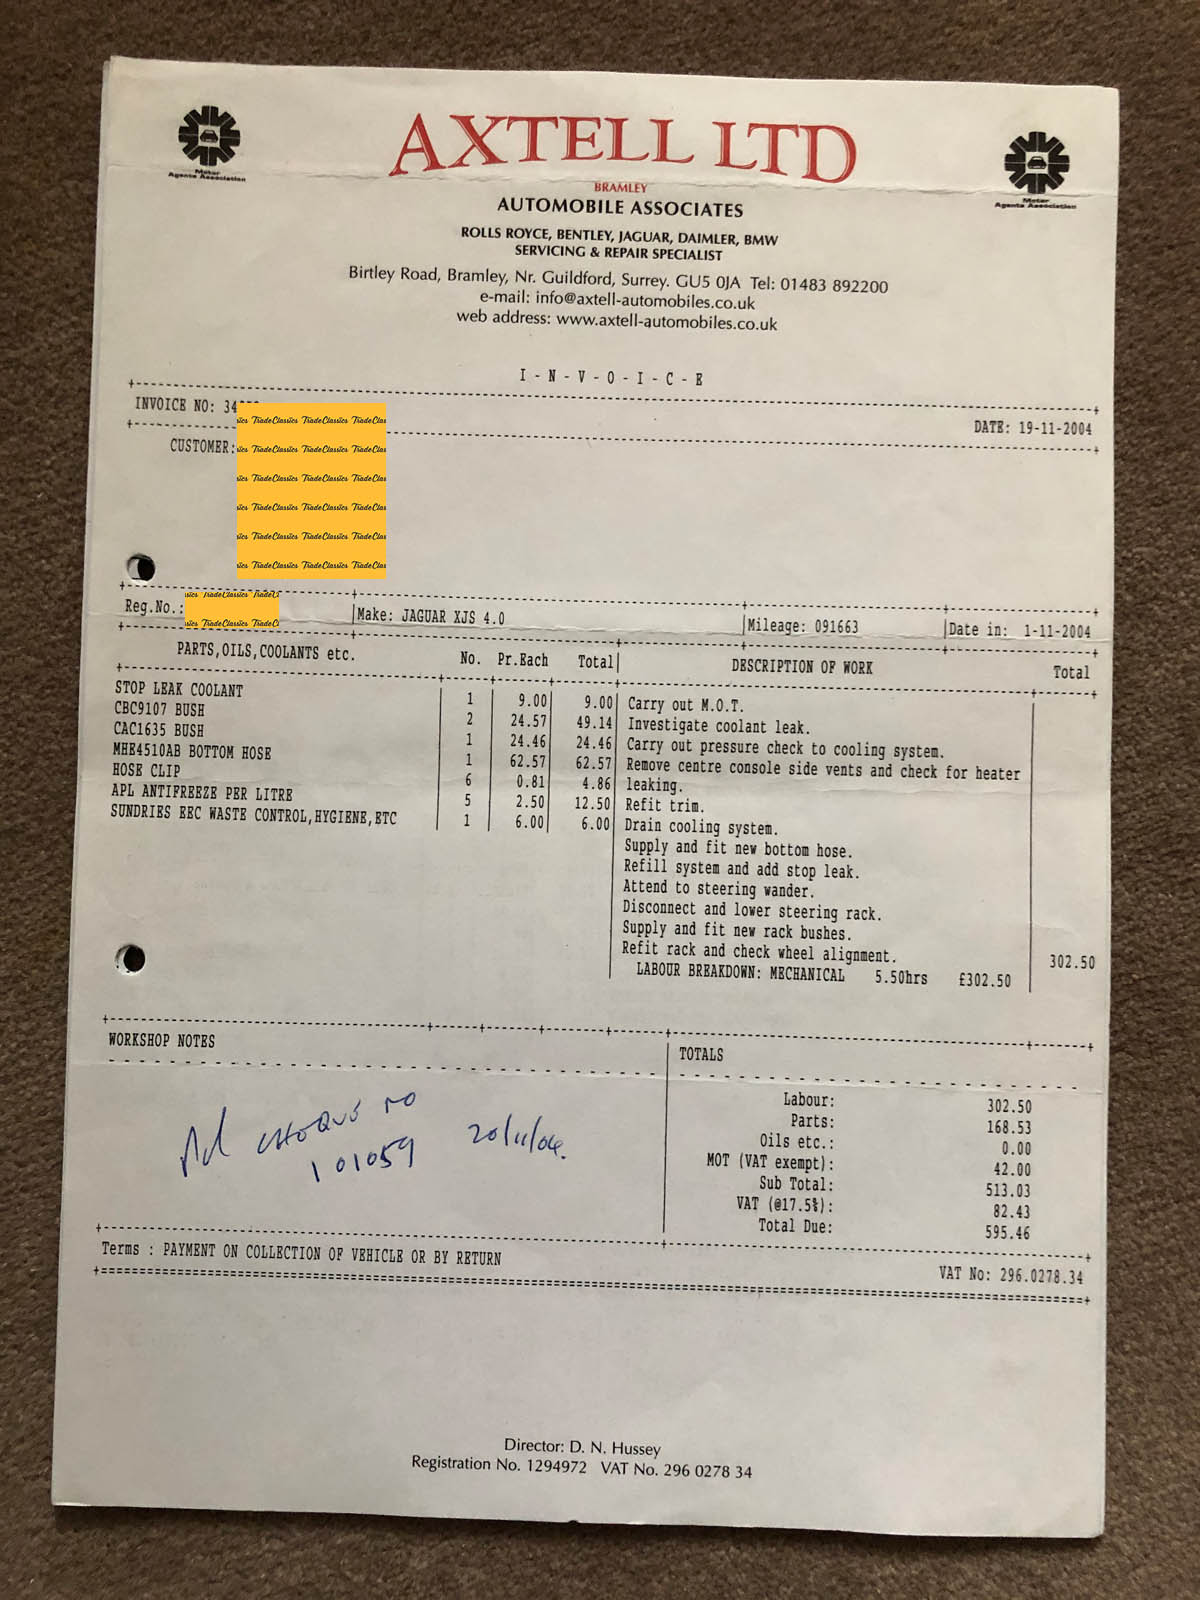 AXTELL LTD
Motor
Agents Association
Motor
Agents Association
BRAMLEY
AUTOMOBILE ASSOCIATES
ROLLS ROYCE, BENTLEY, JAGUAR, DAIMLER, BMW
SERVICING & REPAIR SPECIALIST
Birtley Road, Bramley, Nr. Guildford, Surrey. GU5 0JA Tel: 01483 892200
e-mail: info@axtell-automobiles.co.uk
web address: www.axtell-automobiles.co.uk
I - N - V - O - I - C - E
INVOICE NO: 34
DATE: 19-11-2004
CUSTOMER:
TradeClassics TradeClassics
Reg.No.: Make: JAGUAR XJS 4.0 Mileage: 091663 Date in: 1-11-2004
PARTS,OILS,COOLANTS etc. No. Pr.Each Total DESCRIPTION OF WORK Total
STOP LEAK COOLANT 1 9.00 9.00 Carry out M.O.T.
CBC9107 BUSH 2 24.57 49.14 Investigate coolant leak.
CAC1635 BUSH 1 24.46 24.46 Carry out pressure check to cooling system.
MHE4510AB BOTTOM HOSE 1 62.57 62.57 Remove centre console side vents and check for heater
HOSE CLIP 6 0.81 4.86 leaking.
APL ANTIFREEZE PER LITRE 5 2.50 12.50 Refit trim.
SUNDRIES EEC WASTE CONTROL,HYGIENE,ETC 1 6.00 6.00 Drain cooling system.
Supply and fit new bottom hose.
Refill system and add stop leak.
Attend to steering wander.
Disconnect and lower steering rack.
Supply and fit new rack bushes.
Refit rack and check wheel alignment. 302.50
LABOUR BREAKDOWN: MECHANICAL 5.50hrs £302.50
WORKSHOP NOTES
TOTALS
Labour: 302.50
Parts: 168.53
Oils etc.: 0.00
MOT (VAT exempt): 42.00
Sub Total: 513.03
VAT (@17.5%): 82.43
Total Due: 595.46
CHEQUE NO
101059 20/11/04.
Terms : PAYMENT ON COLLECTION OF VEHICLE OR BY RETURN
VAT No: 296.0278.34
Director: D. N. Hussey
Registration No. 1294972 VAT No. 296 0278 34